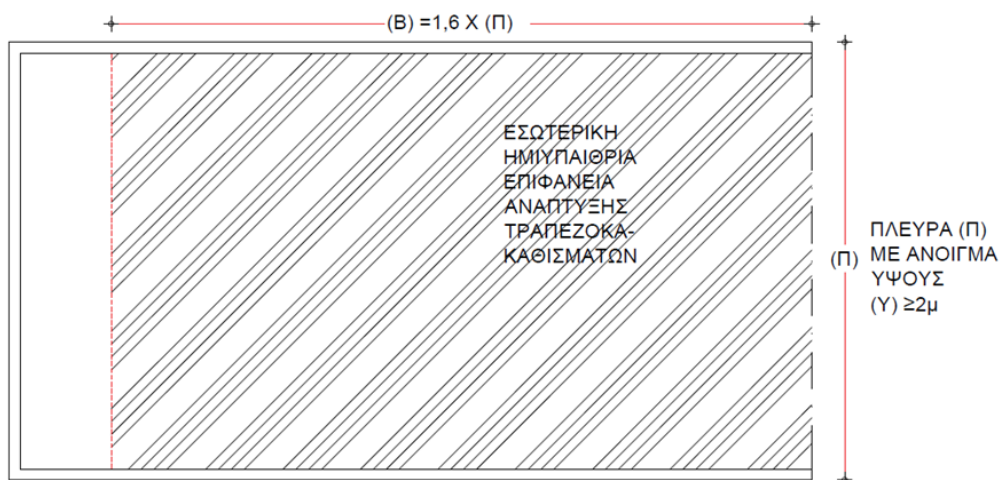 (Β) =1,6 Χ (Π)
ΕΣΩΤΕΡΙΚΗ
ΗΜΙΥΠΑΙΘΡΙΑ
ΕΠΙΦΑΝΕΙΑ
ΑΝΑΠΤΥΞΗΣ
ΤΡΑΠΕΖΟΚΑ-
ΚΑΘΙΣΜΑΤΩΝ
(Π)
ΠΛΕΥΡΑ (Π)
ΜΕ ΑΝΟΙΓΜΑ
ΥΨΟΥΣ
(Υ) ≥2μ